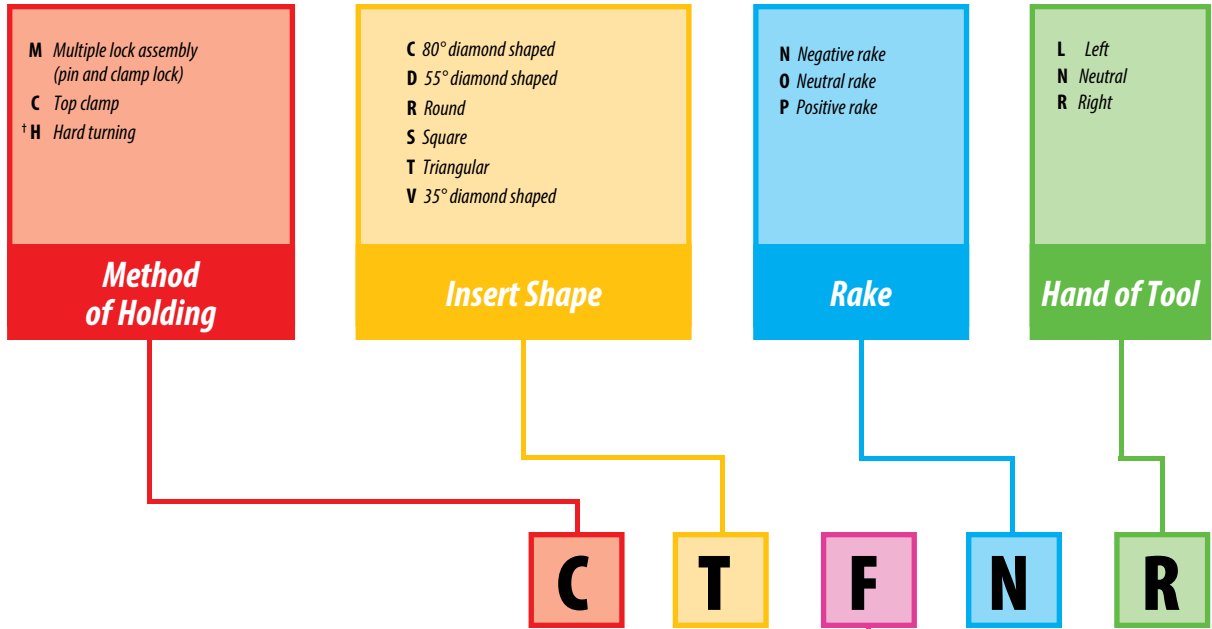 M Multiple lock assembly
(pin and clamp lock)
C Top clamp
† H Hard turning
Method
of Holding
C 80° diamond shaped
D 55° diamond shaped
R Round
S Square
T Triangular
V 35° diamond shaped
Insert Shape
N Negative rake
O Neutral rake
P Positive rake
Rake
L Left
N Neutral
R Right
Hand of Tool
C T F N R